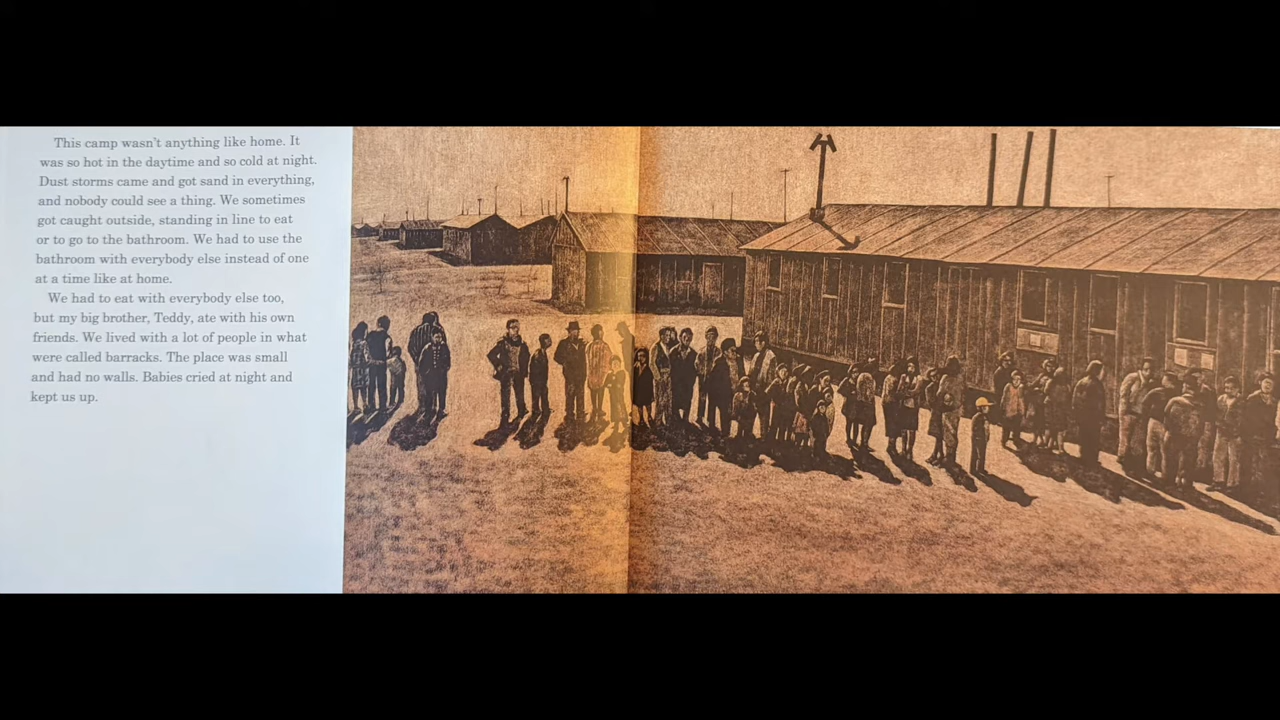 This camp wasn't anything like home. It
was so hot in the daytime and so cold at night.
Dust storms came and got sand in everything,
and nobody could see a thing. We sometimes
got caught outside, standing in line to eat
or to go to the bathroom. We had to use the
bathroom with everybody else instead of one
at a time like at home.
We had to eat with everybody else too,
but my big brother, Teddy, ate with his own
friends. We lived with a lot of people in what
were called barracks. The place was small
and had no walls. Babies cried at night and
kept us up.